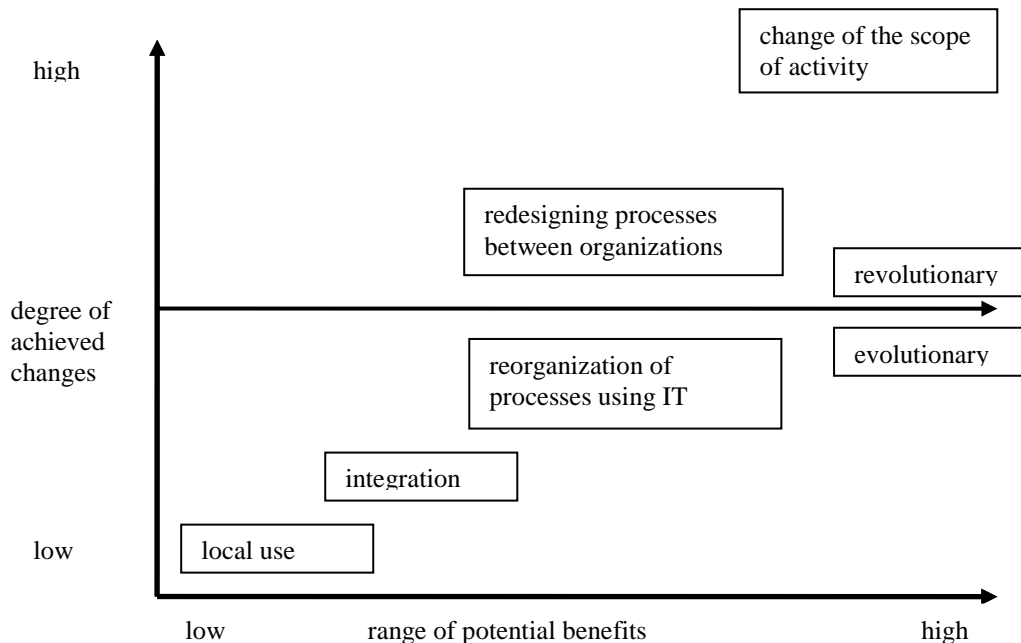 change of the scope
of activity
high
redesigning processes
between organizations
revolutionary
degree of
achieved
changes
evolutionary
reorganization of
processes using IT
integration
low
local use
low
range of potential benefits
high